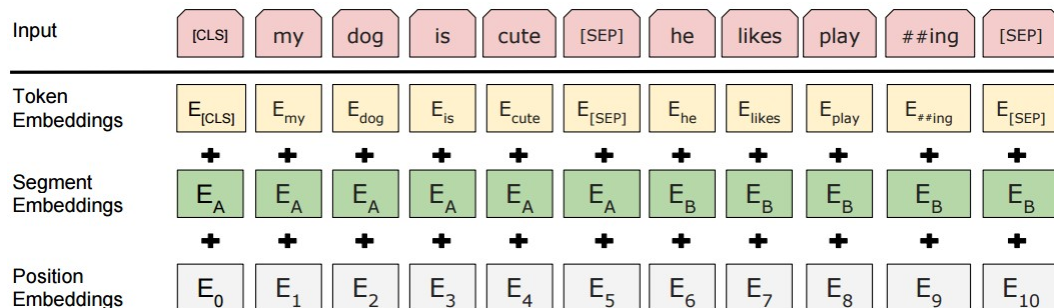 Input [CLS] my dog is cute [SEP] he likes play ##ing [SEP]
Token
Embeddings E[CLS] Emy Edog Eis Ecute E[SEP] Ehe Elikes Eplay E##ing E[SEP]
+ + + + + + + + + + +
Segment
Embeddings EA EA EA EA EA EA EB EB EB EB EB
+ + + + + + + + + + +
Position
Embeddings E0 E1 E2 E3 E4 E5 E6 E7 E8 E9 E10